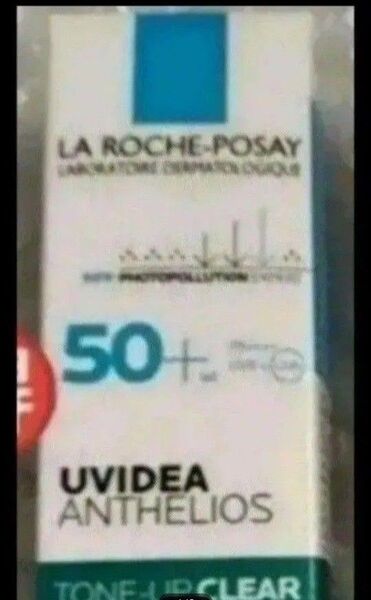 LA ROCHE-POSAY
LABORATOIRE DERMATOLOGIQUE
PHOTOPOLLUTION
50+
UVIDEA
ANTHELIOS
TONE-UP CLEAR